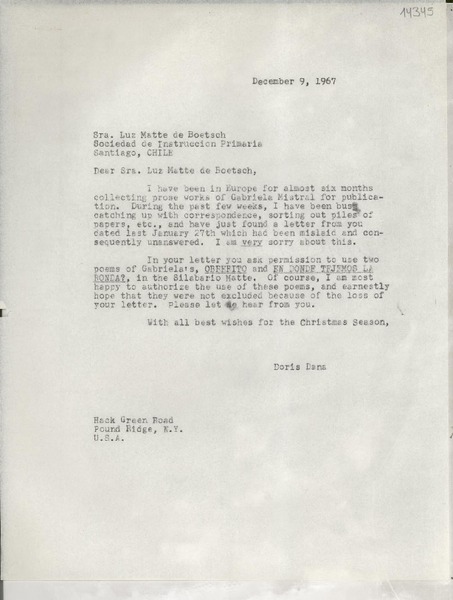 14345
December 9, 1967
Sra. Luz Matte de Boetsch
Sociedad de Instruccion Primaria
Santiago, CHILE
Dear Sra. Luz Matte de Boetsch,
I have been in Europe for almost six months
collecting prose works of Gabriela Mistral for publica-
tion. During the past few weeks, I have been busy
catching up with correspondence, sorting out piles of
papers, etc., and have just found a letter from you
dated last January 27th which had been mislaid and con-
sequently unanswered. I am very sorry about this.
In your letter you ask permission to use two
poems of Gabriela's, OBRERITO and EN DONDE TEJEMOS LA
RONDA?, in the Silabario Matte. Of course, I am most
happy to authorize the use of these poems, and earnestly
hope that they were not excluded because of the loss of
your letter. Please let me hear from you.
With all best wishes for the Christmas Season,
Doris Dana
Hack Green Road
Pound Ridge, N.Y.
U.S.A.